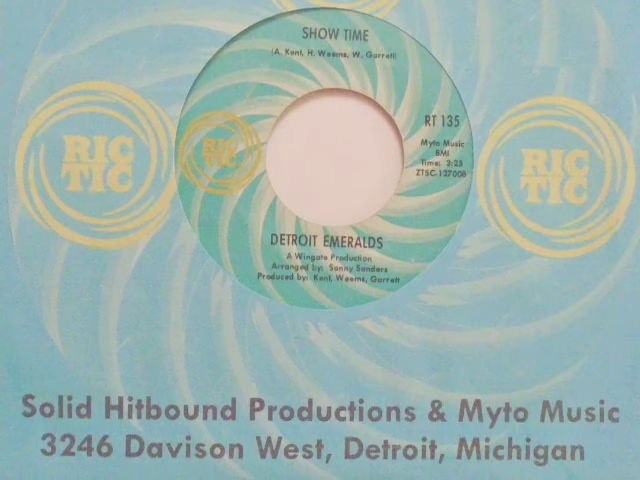 SHOW TIME
(A. Kent, H. Weems, W. Garrett)
RIC
TIC
RIC
TIC
RIC
TIC
RT 135
Myto Music
BMI
Time: 2:25
ZTSC-127008
DETROIT EMERALDS
A Wingate Production
Arranged by: Sonny Sanders
Produced by: Kent, Weems, Garrett
Solid Hitbound Productions & Myto Music
3246 Davison West, Detroit, Michigan